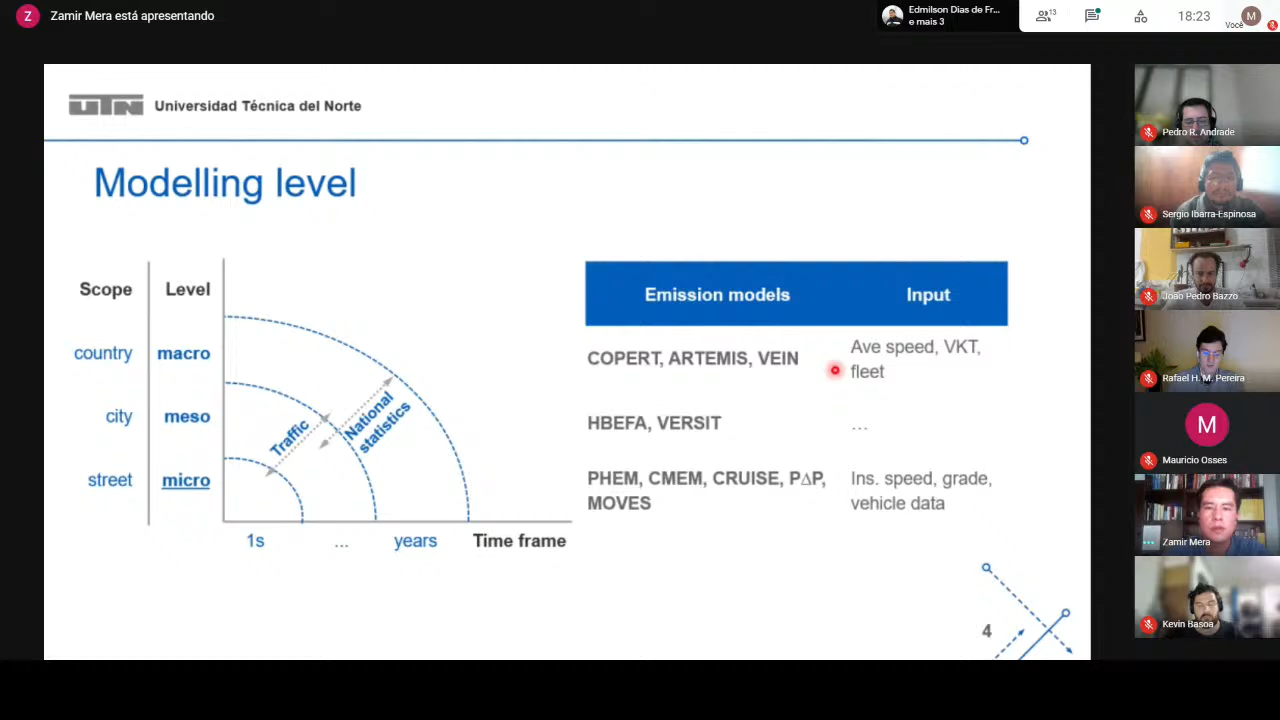 Z Zamir Mera está apresentando
Edmilson Dias de Fr...
e mais 3
13
18:23
Você
M
UTN Universidad Técnica del Norte
Modelling level
Scope Level
country macro
city meso
street micro
Traffic
National
statistics
1s ... years Time frame
Emission models Input
COPERT, ARTEMIS, VEIN Ave speed, VKT,
fleet
HBEFA, VERSIT ...
PHEM, CMEM, CRUISE, P∆P, Ins. speed, grade,
MOVES vehicle data
4
Pedro R. Andrade
Sergio Ibarra-Espinosa
João Pedro Bazzo
Rafael H. M. Pereira
M
Mauricio Osses
Zamir Mera
Kevin Basoa